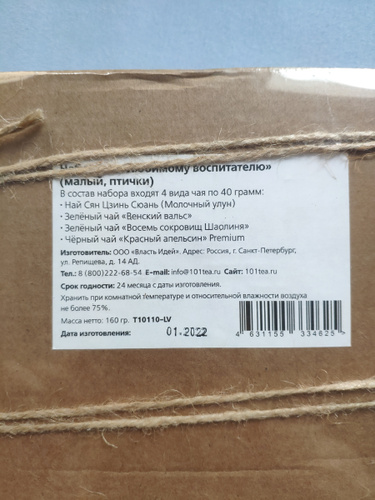 воспитателю»
(малый, птички)
В состав набора входят 4 вида чая по 40 грамм:
• Най Сян Цзинь Сюань (Молочный улун)
• Зелёный чай «Венский вальс»
• Зелёный чай «Восемь сокровищ Шаолиня»
• Чёрный чай «Красный апельсин» Premium
Изготовитель: ООО «Власть Идей». Адрес: Россия, г. Санкт-Петербург,
ул. Репищева, д. 14 АД.
Тел.: 8 (800)222-68-54 E-mail: info@101tea.ru Сайт: 101tea.ru
Срок годности: 24 месяца с даты изготовления.
Хранить при комнатной температуре и относительной влажности воздуха
не более 75%.
Масса нетто: 160 гр. T10110-LV
Дата изготовления: 01.2022
4 631155 334625